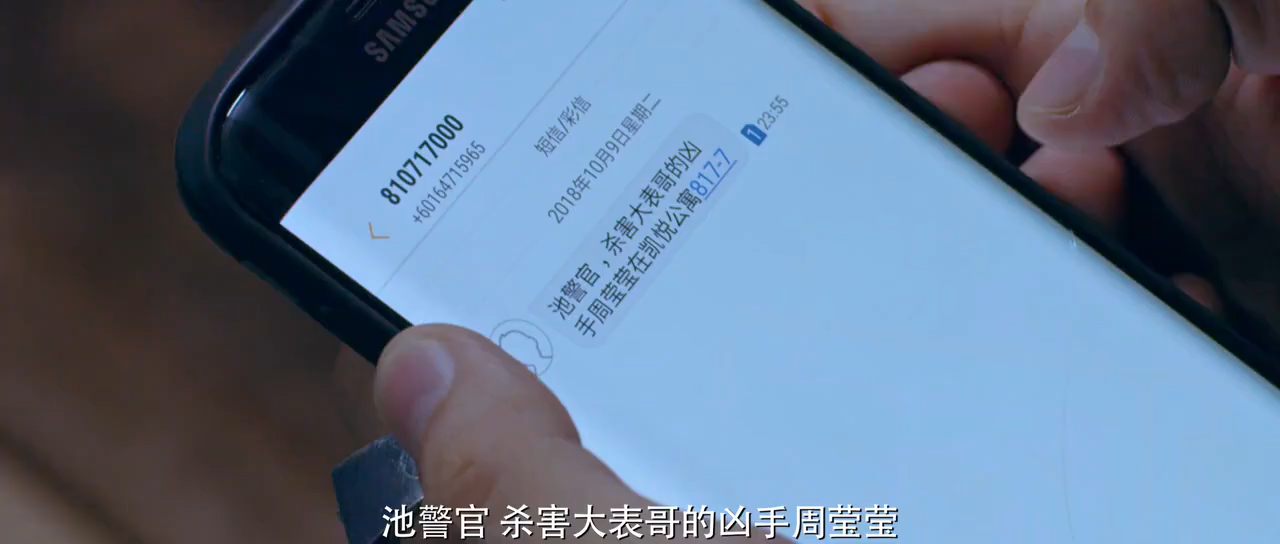 SAMSU
810717000
+60164715965
短信/彩信
2018年10月9日星期二
池警官，杀害大表哥的凶
手周莹莹在凯悦公寓817-7
1 23:55
池警官 杀害大表哥的凶手周莹莹